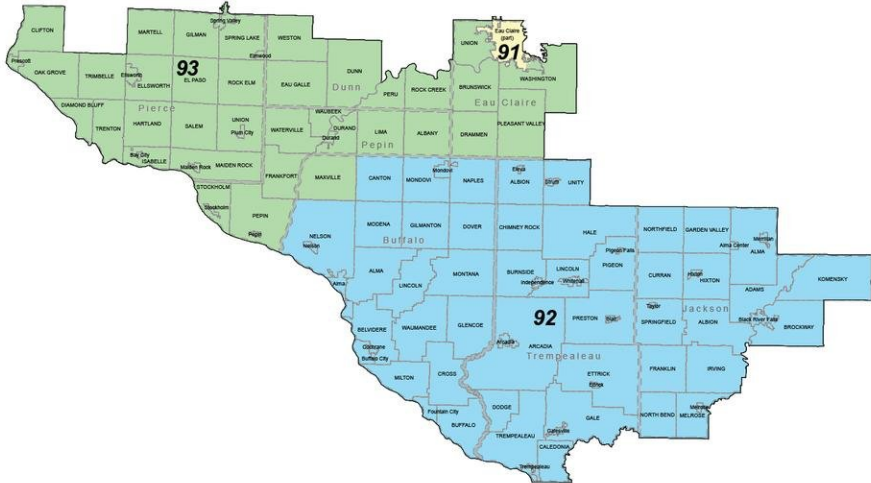 CLIFTON
MARTELL
GILMAN
Spring Valley
SPRING LAKE
WESTON
UNION
Eau Claire
(part)
91
Prescott
OAK GROVE
TRIMBELLE
Ellsworth
ELLSWORTH
93
EL PASO
Elmwood
ROCK ELM
EAU GALLE
DUNN
Dunn
WASHINGTON
DIAMOND BLUFF
Pierce
PERU
ROCK CREEK
BRUNSWICK
Eau Claire
TRENTON
HARTLAND
SALEM
UNION
Plum City
WATERVILLE
WAUBEEK
DURAND
Durand
LIMA
ALBANY
DRAMMEN
PLEASANT VALLEY
Pepin
Bay City
ISABELLE
Maiden Rock
MAIDEN ROCK
STOCKHOLM
Stockholm
FRANKFORT
PEPIN
Pepin
MAXVILLE
CANTON
MONDOVI
Mondovi
NAPLES
Eleva
ALBION
Strum
UNITY
NELSON
Nelson
MODENA
GILMANTON
DOVER
CHIMNEY ROCK
HALE
NORTHFIELD
GARDEN VALLEY
Alma Center
Merrillan
ALMA
Buffalo
Pigeon Falls
PIGEON
ALMA
Alma
LINCOLN
MONTANA
BURNSIDE
Independence
LINCOLN
Whitehall
CURRAN
Hixton
HIXTON
ADAMS
KOMENSKY
BELVIDERE
WAUMANDEE
GLENCOE
92
PRESTON
Blair
Taylor
SPRINGFIELD
Jackson
ALBION
Black River Falls
BROCKWAY
Cochrane
Buffalo City
Arcadia
ARCADIA
Trempealeau
MILTON
CROSS
ETTRICK
Ettrick
FRANKLIN
IRVING
Fountain City
BUFFALO
DODGE
TREMPEALEAU
Galesville
GALE
NORTH BEND
Melrose
MELROSE
CALEDONIA
Trempealeau